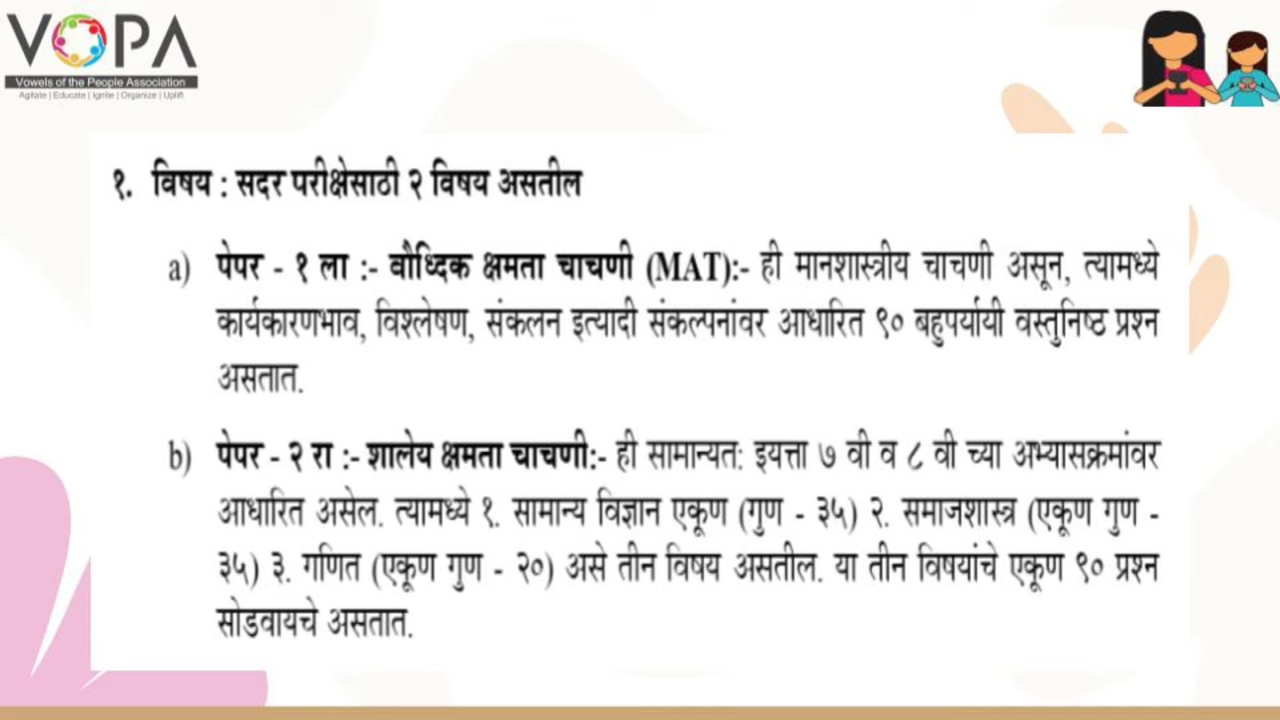 VOPA
Vowels of the People Association
Agitate | Educate | Ignite | Organize | Uplift
१. विषय : सदर परीक्षेसाठी २ विषय असतील
a) पेपर - १ ला :- वौध्दिक क्षमता चाचणी (MAT):- ही मानशास्त्रीय चाचणी असून, त्यामध्ये
कार्यकारणभाव, विश्लेषण, संकलन इत्यादी संकल्पनांवर आधारित ९० बहुपर्यायी वस्तुनिष्ठ प्रश्न
असतात.
b) पेपर - २ रा :- शालेय क्षमता चाचणी:- ही सामान्यत: इयत्ता ७ वी व ८ वी च्या अभ्यासक्रमांवर
आधारित असेल. त्यामध्ये १. सामान्य विज्ञान एकूण (गुण - ३५) २. समाजशास्त्र (एकूण गुण -
३५) ३. गणित (एकूण गुण - २०) असे तीन विषय असतील. या तीन विषयांचे एकूण ९० प्रश्न
सोडवायचे असतात.